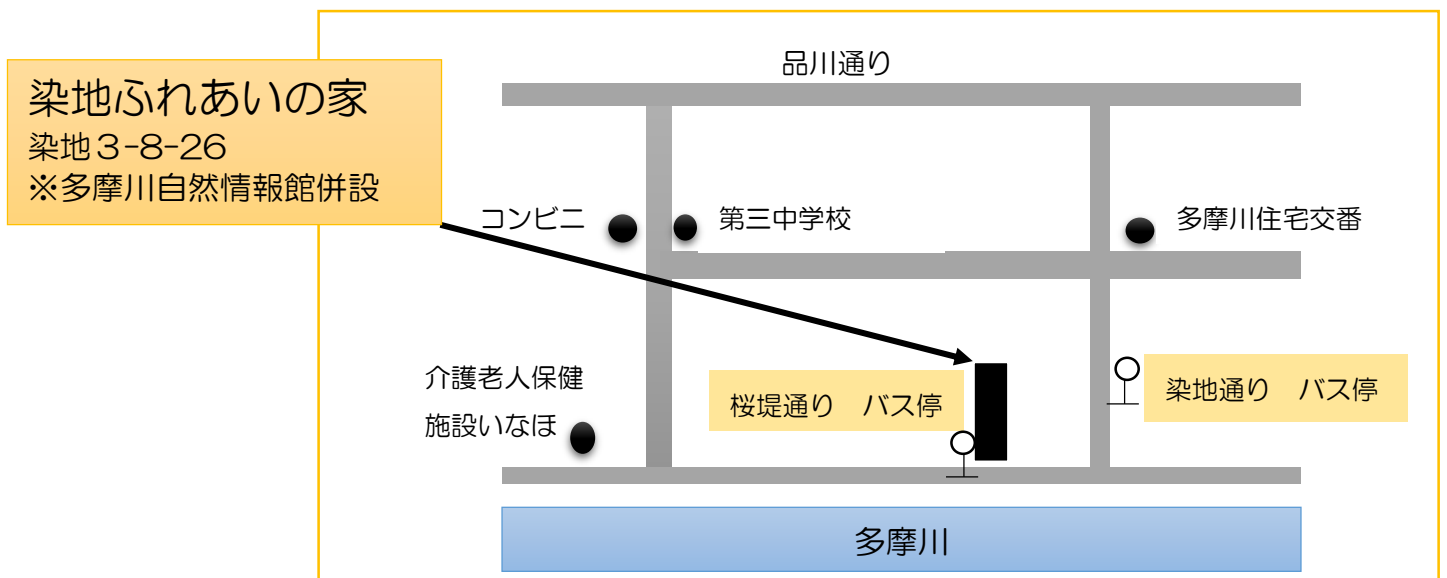 品川通り
染地ふれあいの家
染地3-8-26
※多摩川自然情報館併設
コンビニ
第三中学校
多摩川住宅交番
介護老人保健
施設いなほ
桜堤通り　バス停
染地通り　バス停
多摩川